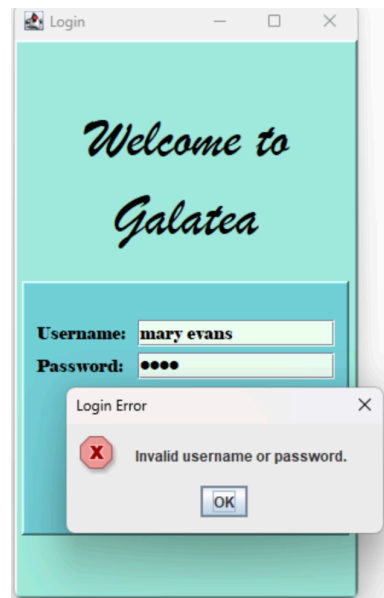 Login
Welcome to
Galatea
Username: mary evans
Password: ●●●●
Login Error
Invalid username or password.
OK